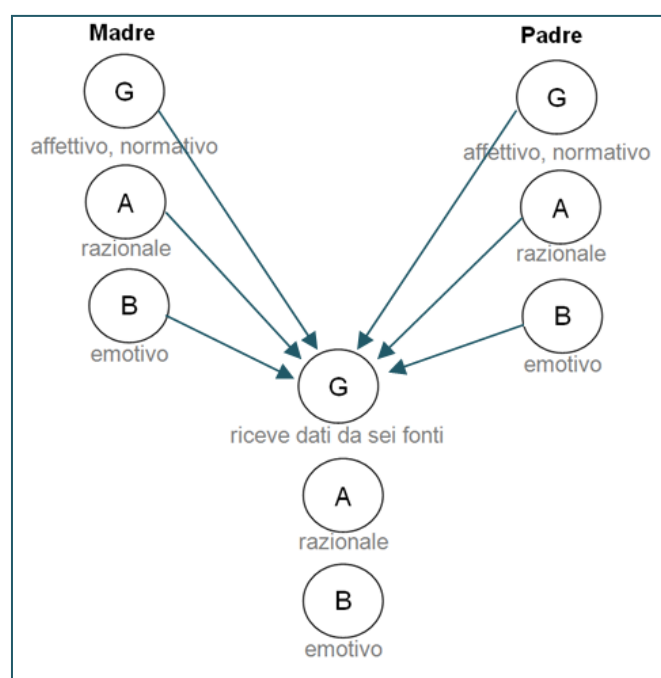 Madre
Padre
G
G
affettivo, normativo
affettivo, normativo
A
A
razionale
razionale
B
B
emotivo
emotivo
G
riceve dati da sei fonti
A
razionale
B
emotivo